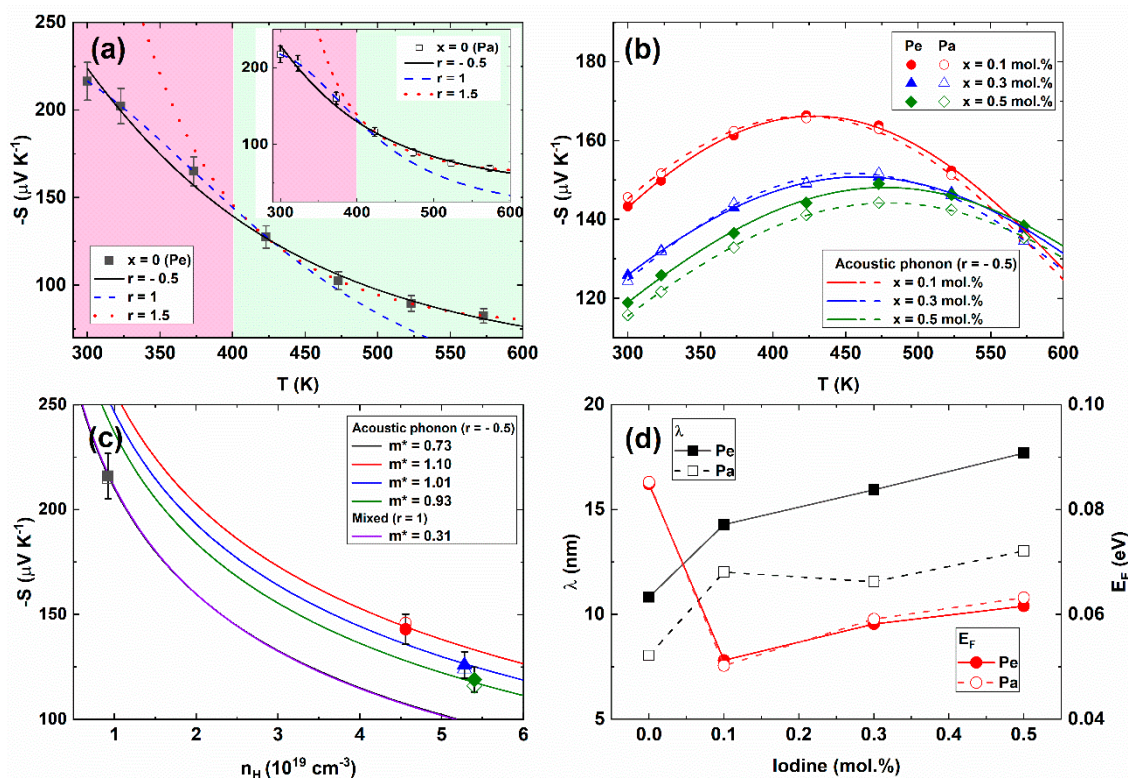 (a)
-S (μV K⁻¹)
250
200
150
100
300 350 400 450 500 550 600
T (K)
x = 0 (Pe)
r = - 0.5
r = 1
r = 1.5
200
100
300 400 500 600
x = 0 (Pa)
r = - 0.5
r = 1
r = 1.5
(b)
-S (μV K⁻¹)
180
160
140
120
300 350 400 450 500 550 600
T (K)
Pe Pa
x = 0.1 mol.%
x = 0.3 mol.%
x = 0.5 mol.%
Acoustic phonon (r = - 0.5)
x = 0.1 mol.%
x = 0.3 mol.%
x = 0.5 mol.%
(c)
-S (μV K⁻¹)
250
200
150
100
1 2 3 4 5 6
n_H (10¹⁹ cm⁻³)
Acoustic phonon (r = - 0.5)
m* = 0.73
m* = 1.10
m* = 1.01
m* = 0.93
Mixed (r = 1)
m* = 0.31
(d)
λ (nm)
20
15
10
5
0.0 0.1 0.2 0.3 0.4 0.5
Iodine (mol.%)
λ
Pe
Pa
E_F
Pe
Pa
0.10
0.08
0.06
0.04
E_F (eV)